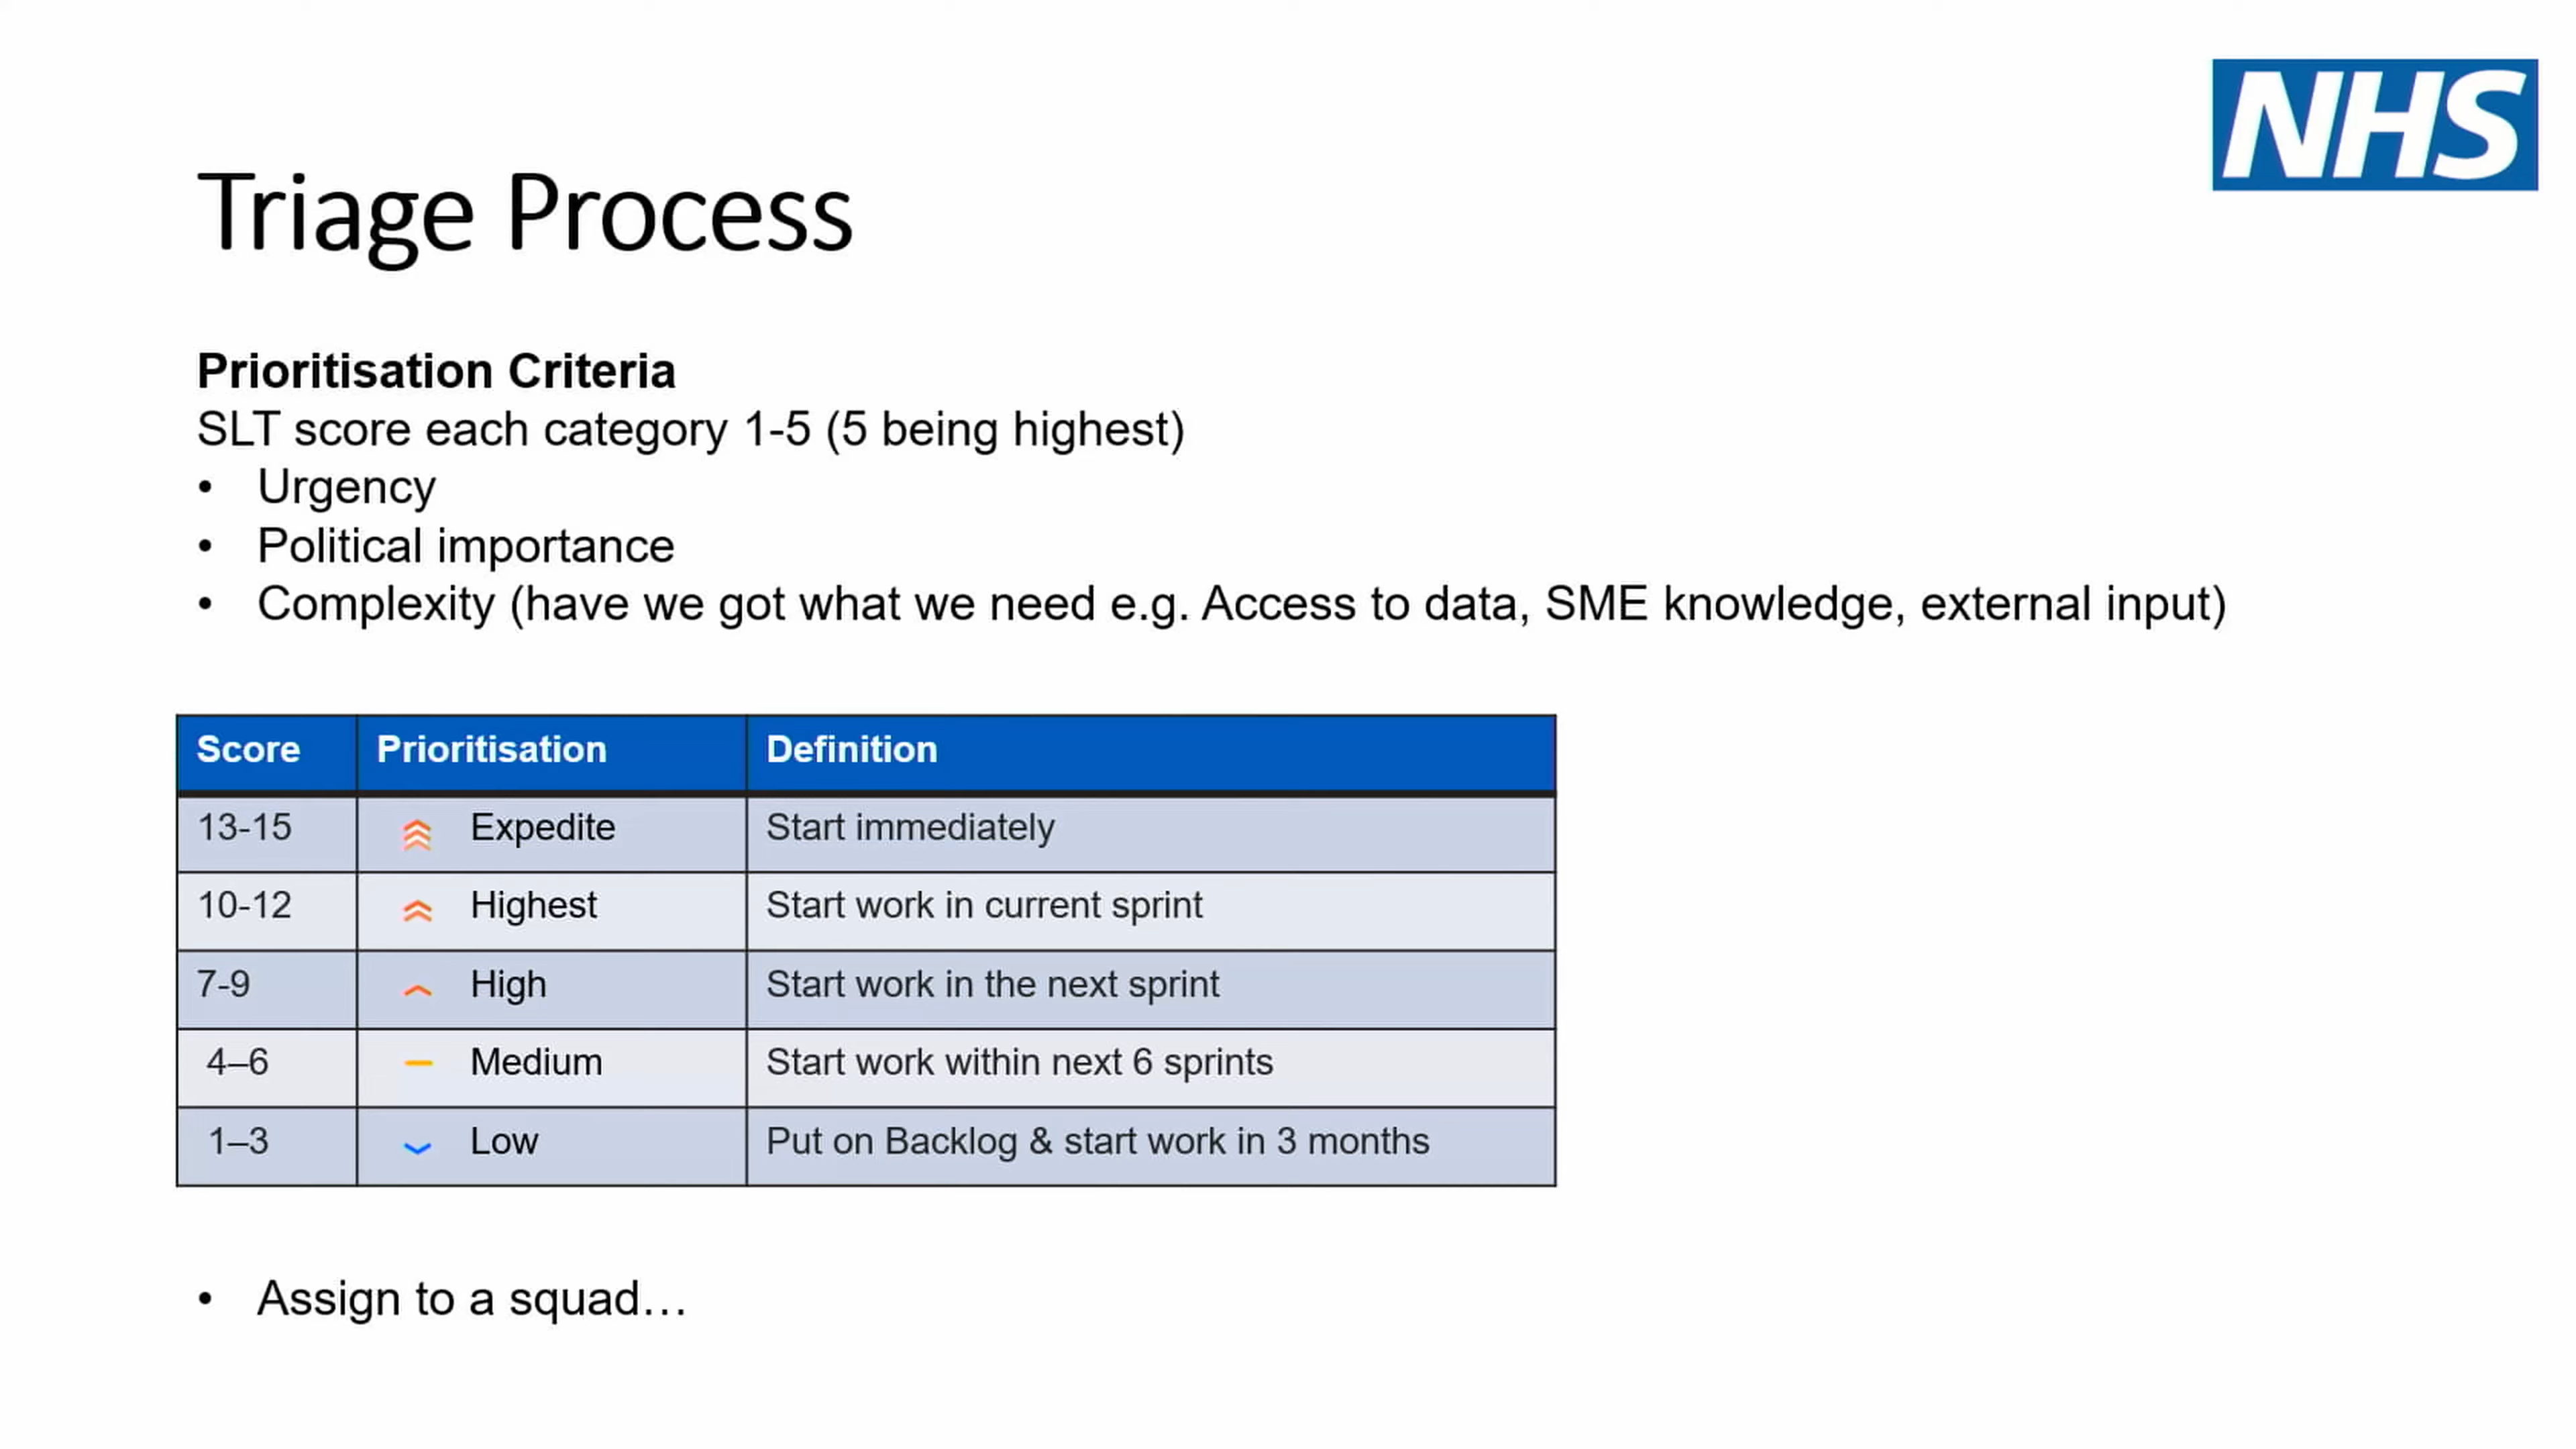 NHS
Triage Process
Prioritisation Criteria
SLT score each category 1-5 (5 being highest)
• Urgency
• Political importance
• Complexity (have we got what we need e.g. Access to data, SME knowledge, external input)
Score Prioritisation Definition
13-15 Expedite Start immediately
10-12 Highest Start work in current sprint
7-9 High Start work in the next sprint
4–6 Medium Start work within next 6 sprints
1–3 Low Put on Backlog & start work in 3 months
• Assign to a squad…